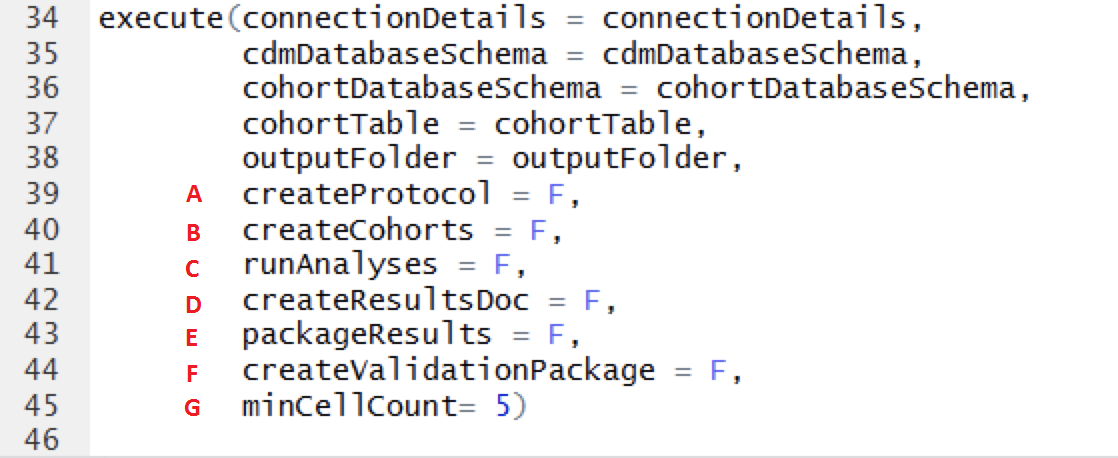 34 execute(connectionDetails = connectionDetails,
35 cdmDatabaseSchema = cdmDatabaseSchema,
36 cohortDatabaseSchema = cohortDatabaseSchema,
37 cohortTable = cohortTable,
38 outputFolder = outputFolder,
39 A createProtocol = F,
40 B createCohorts = F,
41 C runAnalyses = F,
42 D createResultsDoc = F,
43 E packageResults = F,
44 F createValidationPackage = F,
45 G minCellCount= 5)
46